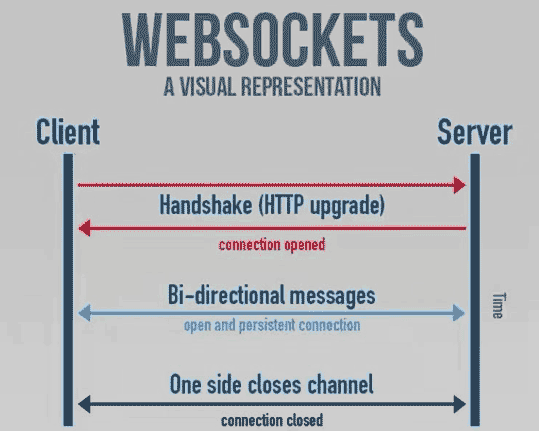 WEBSOCKETS
A VISUAL REPRESENTATION
Client
Server
Handshake (HTTP upgrade)
connection opened
Bi-directional messages
open and persistent connection
Time
One side closes channel
connection closed